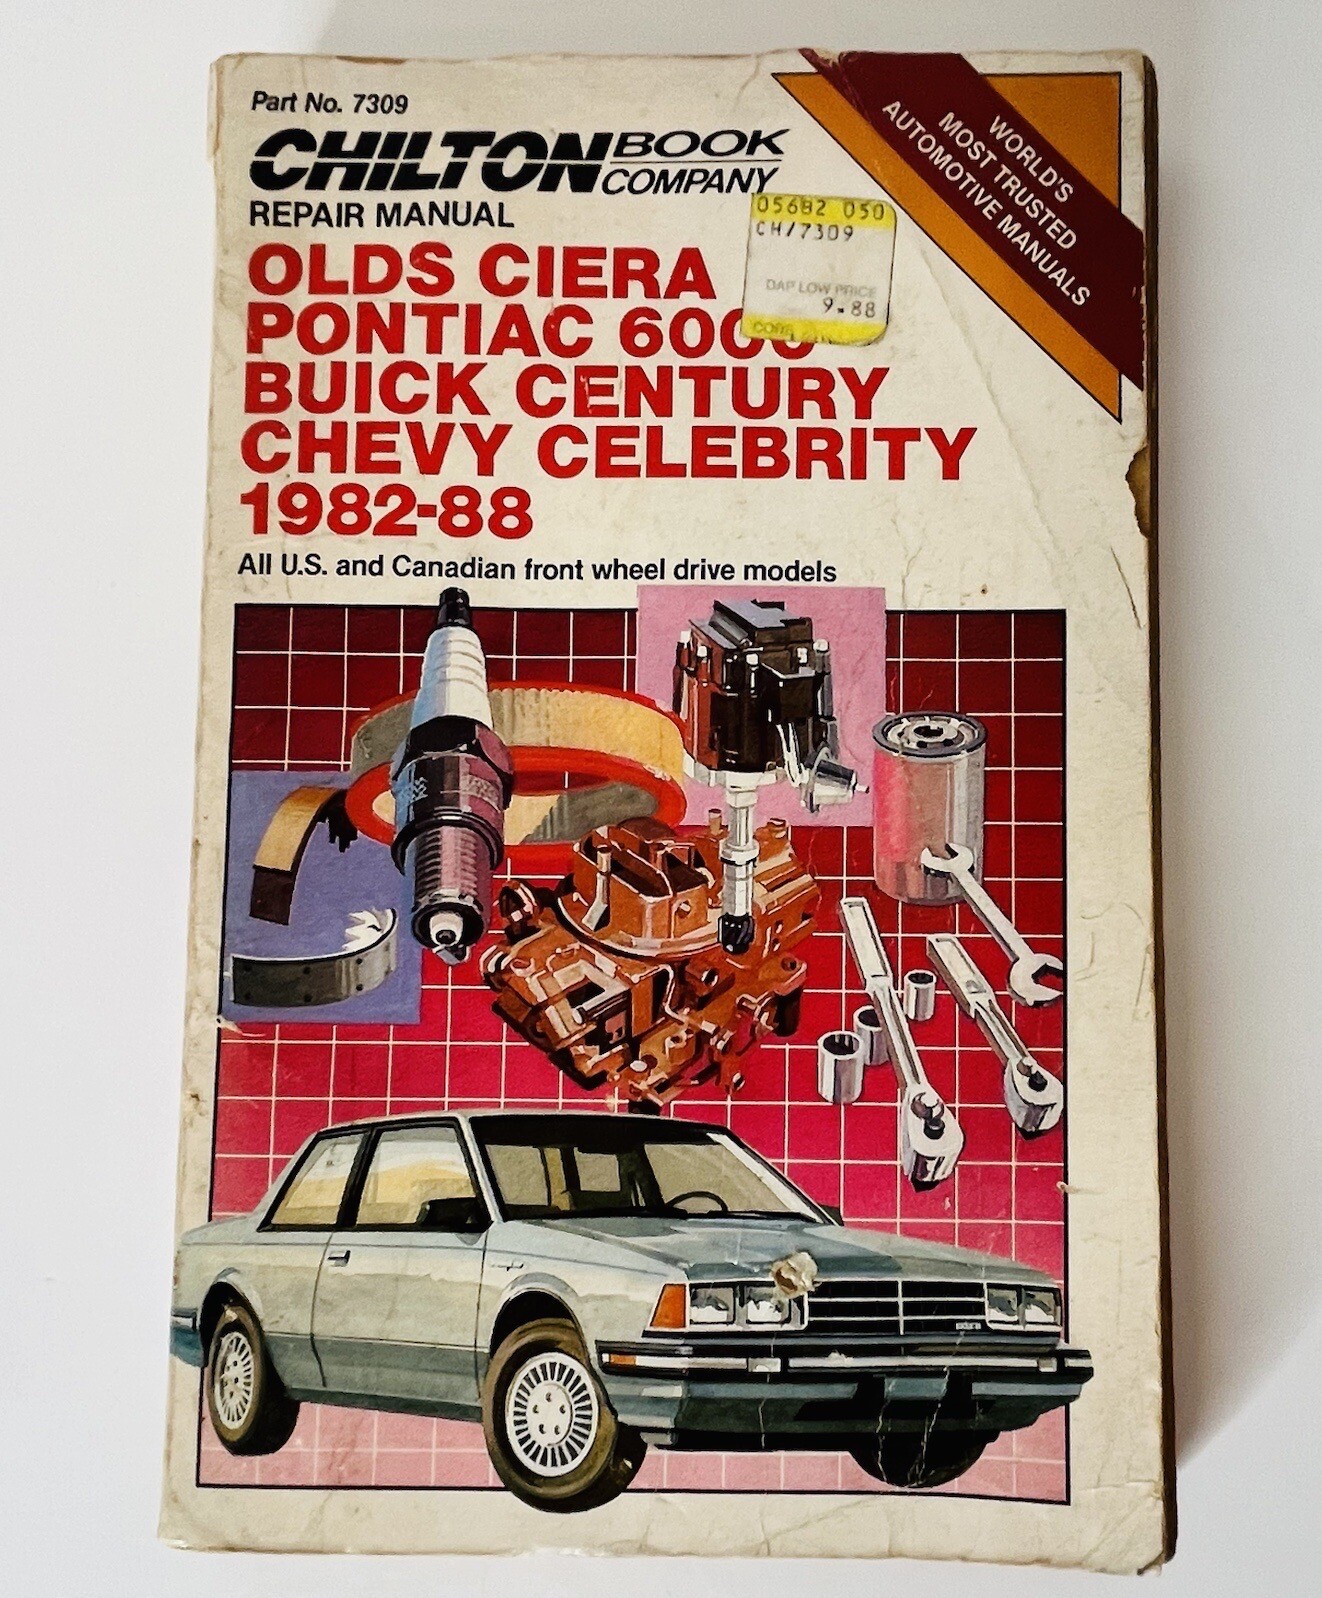 Part No. 7309
CHILTON BOOK COMPANY
REPAIR MANUAL
OLDS CIERA
PONTIAC 6000
BUICK CENTURY
CHEVY CELEBRITY
1982-88
All U.S. and Canadian front wheel drive models
WORLD'S
MOST TRUSTED
AUTOMOTIVE MANUALS
05682 050
CH/7309
DAP LOW PRICE
9.88